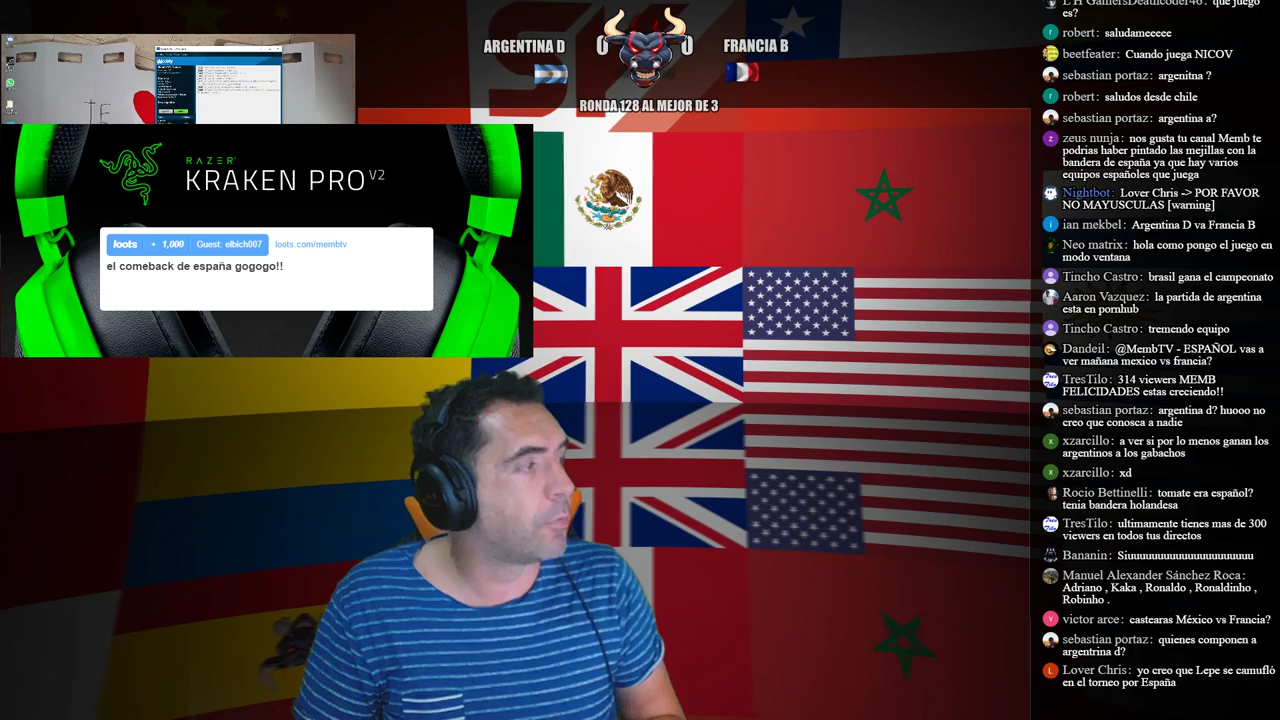 ARGENTINA D
FRANCIA B
RONDA 128 AL MEJOR DE 3
RAZER
KRAKEN PRO V2
loots + 1,000 Guest: elbich007 loots.com/membtv
el comeback de españa gogogo!!
L H GamersDeathcoder46: que juego
es?
robert: saludameeeee
beetfeater: Cuando juega NICOV
sebastian portaz: argentina ?
robert: saludos desde chile
sebastian portaz: argentina a?
zeus nunja: nos gusta tu canal Memb te
podrias haber pintado las mejillas con la
bandera de españa ya que hay varios
equipos españoles que juega
Nightbot: Lover Chris -> POR FAVOR
NO MAYUSCULAS [warning]
ian mekbel: Argentina D va Francia B
Neo matrix: hola como pongo el juego en
modo ventana
Tincho Castro: brasil gana el campeonato
Aaron Vazquez: la partida de argentina
esta en pornhub
Tincho Castro: tremendo equipo
Dandeil: @MembTV - ESPAÑOL vas a
ver mañana mexico vs francia?
TresTilo: 314 viewers MEMB
FELICIDADES estas creciendo!!
sebastian portaz: argentina d? huooo no
creo que conosca a nadie
xzarcillo: a ver si por lo menos ganan los
argentinos a los gabachos
xzarcillo: xd
Rocio Bettinelli: tomate era español?
tenia bandera holandesa
TresTilo: ultimamente tienes mas de 300
viewers en todos tus directos
Bananin: Siuuuuuuuuuuuuuuuuuuuuu
Manuel Alexander Sánchez Roca:
Adriano , Kaka , Ronaldo , Ronaldinho ,
Robinho .
victor arce: castearas México vs Francia?
sebastian portaz: quienes componen a
argentrina d?
Lover Chris: yo creo que Lepe se camufló
en el torneo por España